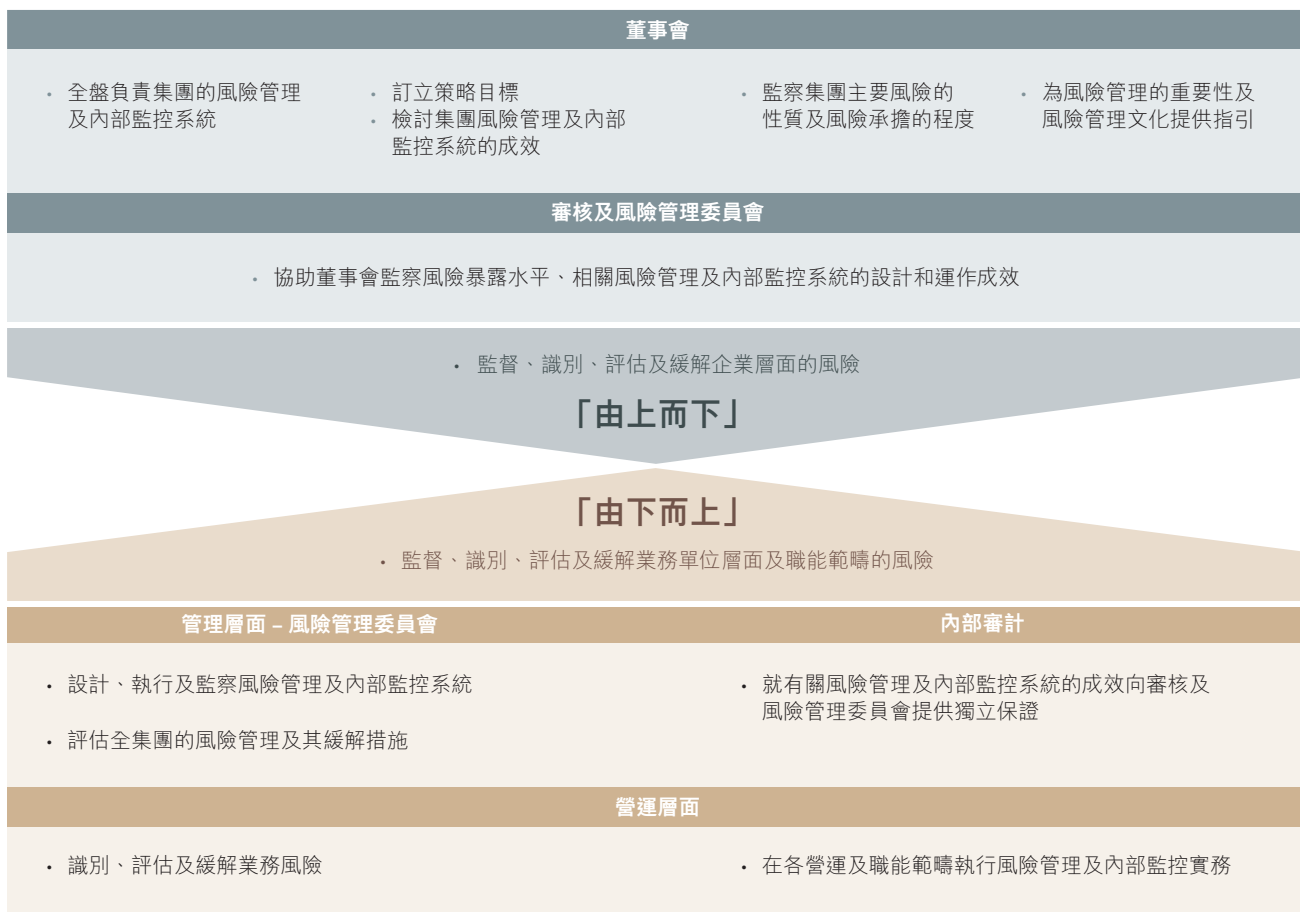 董事會
• 全盤負責集團的風險管理
及內部監控系統
• 訂立策略目標
• 檢討集團風險管理及內部
監控系統的成效
• 監察集團主要風險的
性質及風險承擔的程度
• 為風險管理的重要性及
風險管理文化提供指引
審核及風險管理委員會
• 協助董事會監察風險暴露水平、相關風險管理及內部監控系統的設計和運作成效
• 監督、識別、評估及緩解企業層面的風險
「由上而下」
「由下而上」
• 監督、識別、評估及緩解業務單位層面及職能範疇的風險
管理層面 – 風險管理委員會
• 設計、執行及監察風險管理及內部監控系統
• 評估全集團的風險管理及其緩解措施
內部審計
• 就有關風險管理及內部監控系統的成效向審核及
風險管理委員會提供獨立保證
營運層面
• 識別、評估及緩解業務風險
• 在各營運及職能範疇執行風險管理及內部監控實務